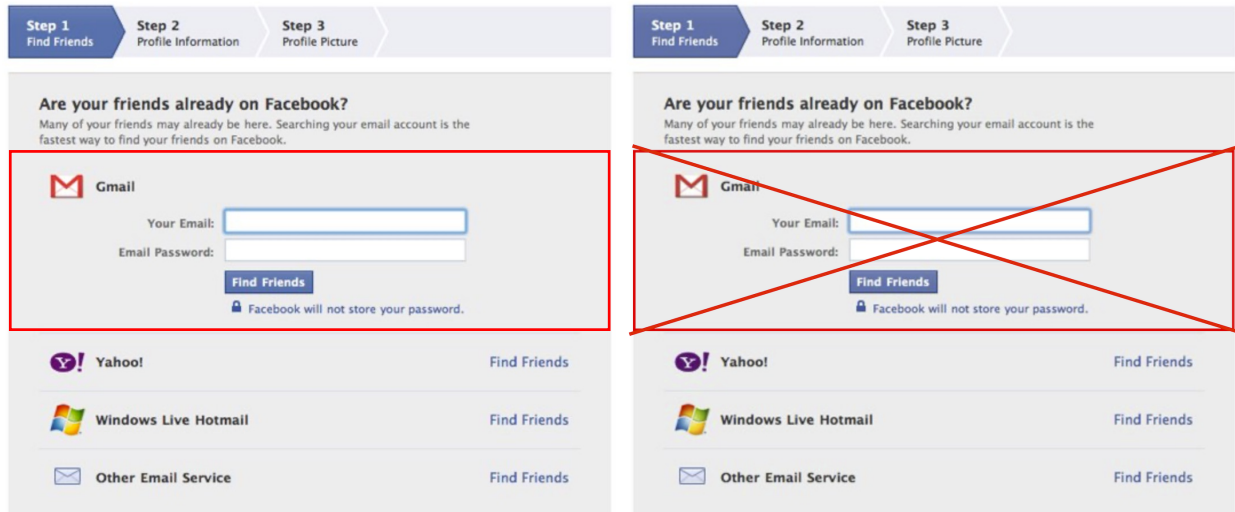 Step 1
Find Friends
Step 2
Profile Information
Step 3
Profile Picture
Are your friends already on Facebook?
Many of your friends may already be here. Searching your email account is the
fastest way to find your friends on Facebook.
Gmail
Your Email:
Email Password:
Find Friends
Facebook will not store your password.
Yahoo!
Find Friends
Windows Live Hotmail
Find Friends
Other Email Service
Find Friends
Step 1
Find Friends
Step 2
Profile Information
Step 3
Profile Picture
Are your friends already on Facebook?
Many of your friends may already be here. Searching your email account is the
fastest way to find your friends on Facebook.
Gmail
Your Email:
Email Password:
Find Friends
Facebook will not store your password.
Yahoo!
Find Friends
Windows Live Hotmail
Find Friends
Other Email Service
Find Friends